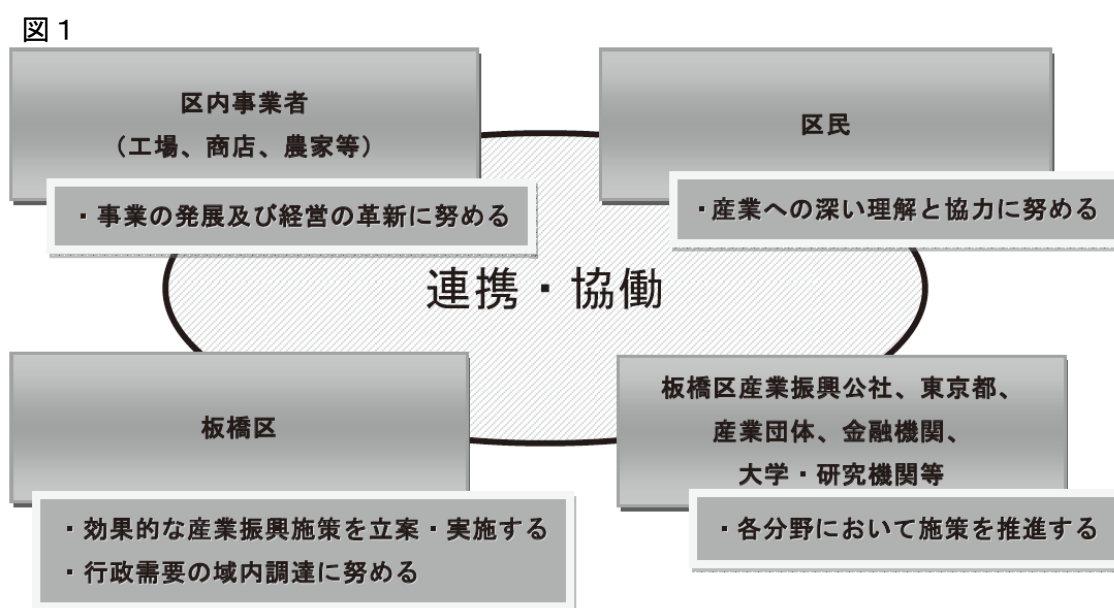 図1
区内事業者
(工場、商店、農家等)
・事業の発展及び経営の革新に努める
区民
・産業への深い理解と協力に努める
連携・協働
板橋区
・効果的な産業振興施策を立案・実施する
・行政需要の域内調達に努める
板橋区産業振興公社、東京都、
産業団体、金融機関、
大学・研究機関等
・各分野において施策を推進する